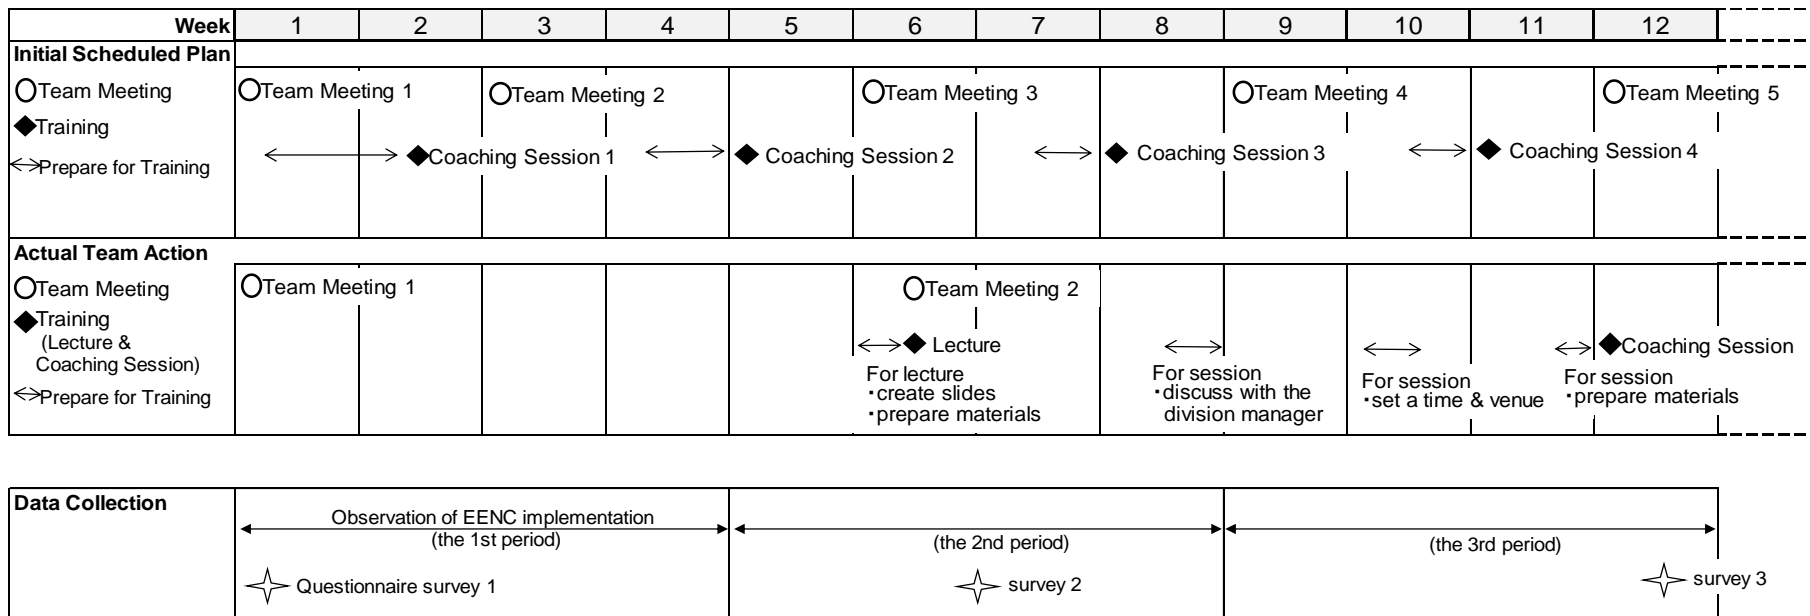 Week 1 2 3 4 5 6 7 8 9 10 11 12
Initial Scheduled Plan
Team Meeting
Team Meeting 1
Team Meeting 2
Team Meeting 3
Team Meeting 4
Team Meeting 5
Training
Prepare for Training
Coaching Session 1
Coaching Session 2
Coaching Session 3
Coaching Session 4
Actual Team Action
Team Meeting
Team Meeting 1
Team Meeting 2
Training
(Lecture &
Coaching Session)
Prepare for Training
Lecture
Coaching Session
For lecture
・create slides
・prepare materials
For session
・discuss with the
division manager
For session
・set a time & venue
For session
・prepare materials
Data Collection
Observation of EENC implementation
(the 1st period)
(the 2nd period)
(the 3rd period)
Questionnaire survey 1
survey 2
survey 3